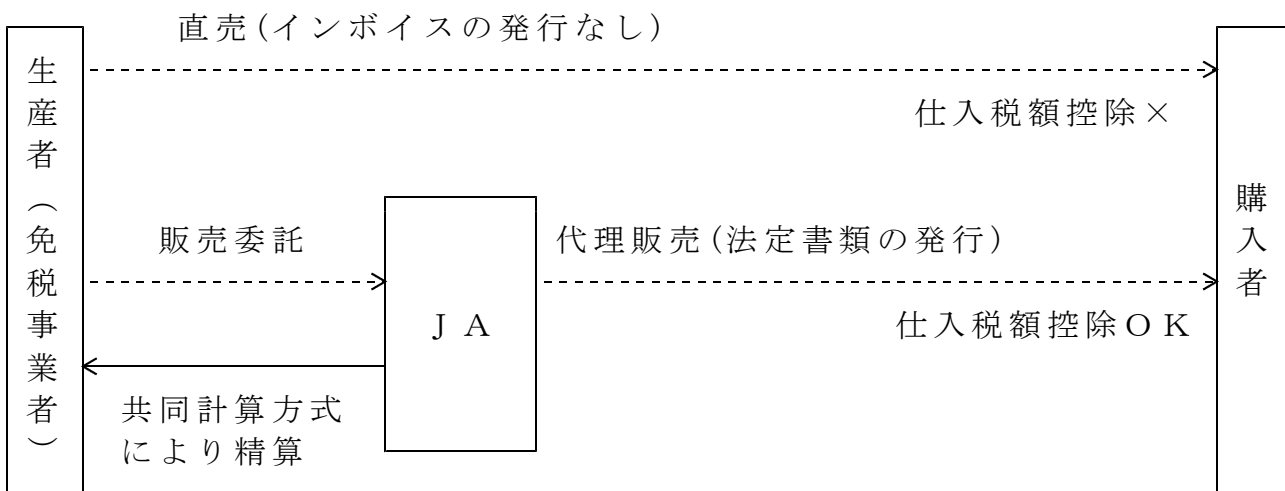 直売(インボイスの発行なし)
生産者（免税事業者）
仕入税額控除×
購入者
販売委託
代理販売(法定書類の発行)
ＪＡ
仕入税額控除ＯＫ
共同計算方式
により精算